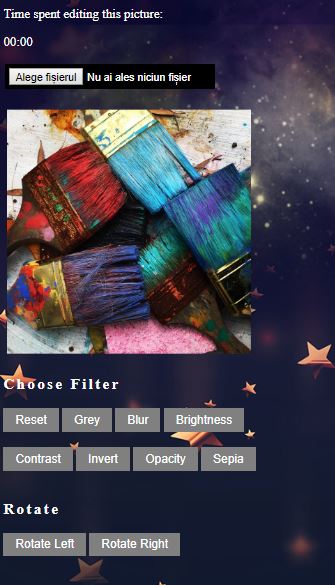 Time spent editing this picture:
00:00
Alege fișierul Nu ai ales niciun fișier
Choose Filter
Reset Grey Blur Brightness
Contrast Invert Opacity Sepia
Rotate
Rotate Left Rotate Right